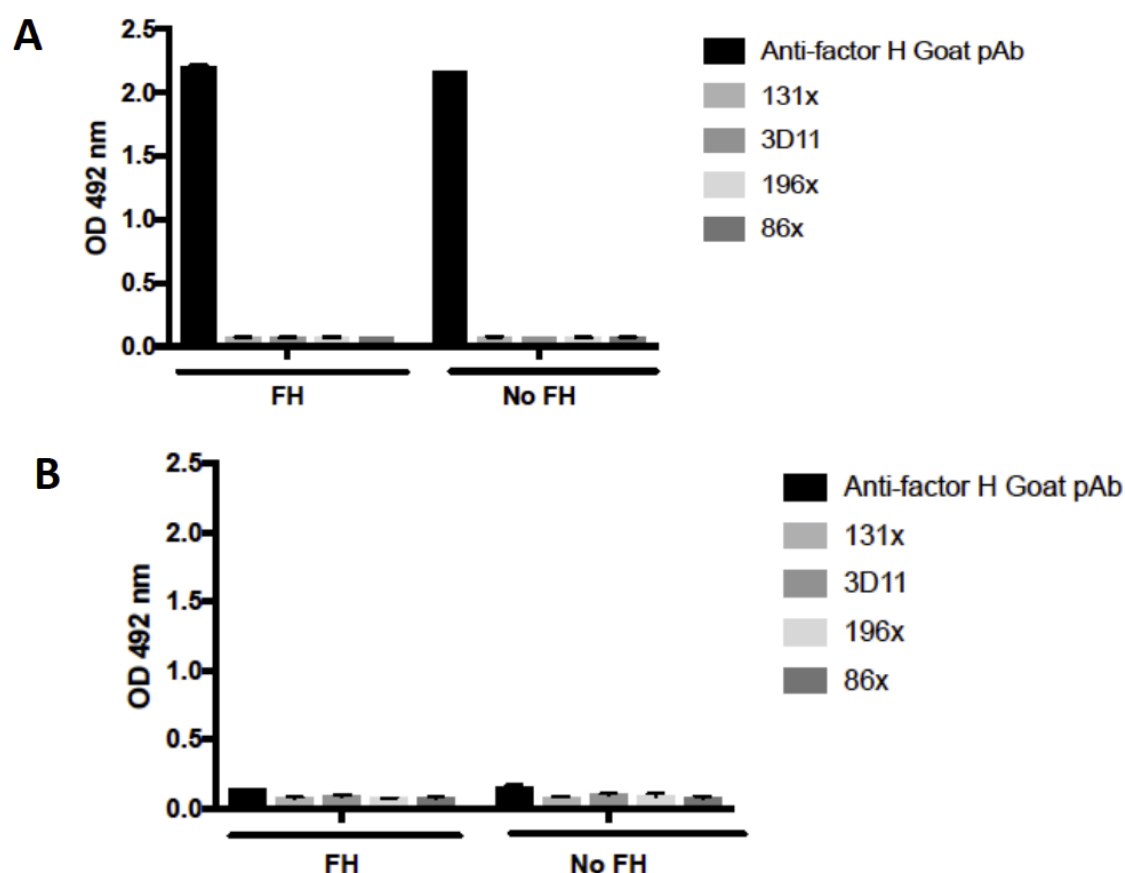 A
2.5
2.0
1.5
1.0
0.5
0.0
OD 492 nm
FH
No FH
Anti-factor H Goat pAb
131x
3D11
196x
86x
B
2.5
2.0
1.5
1.0
0.5
0.0
OD 492 nm
FH
No FH
Anti-factor H Goat pAb
131x
3D11
196x
86x